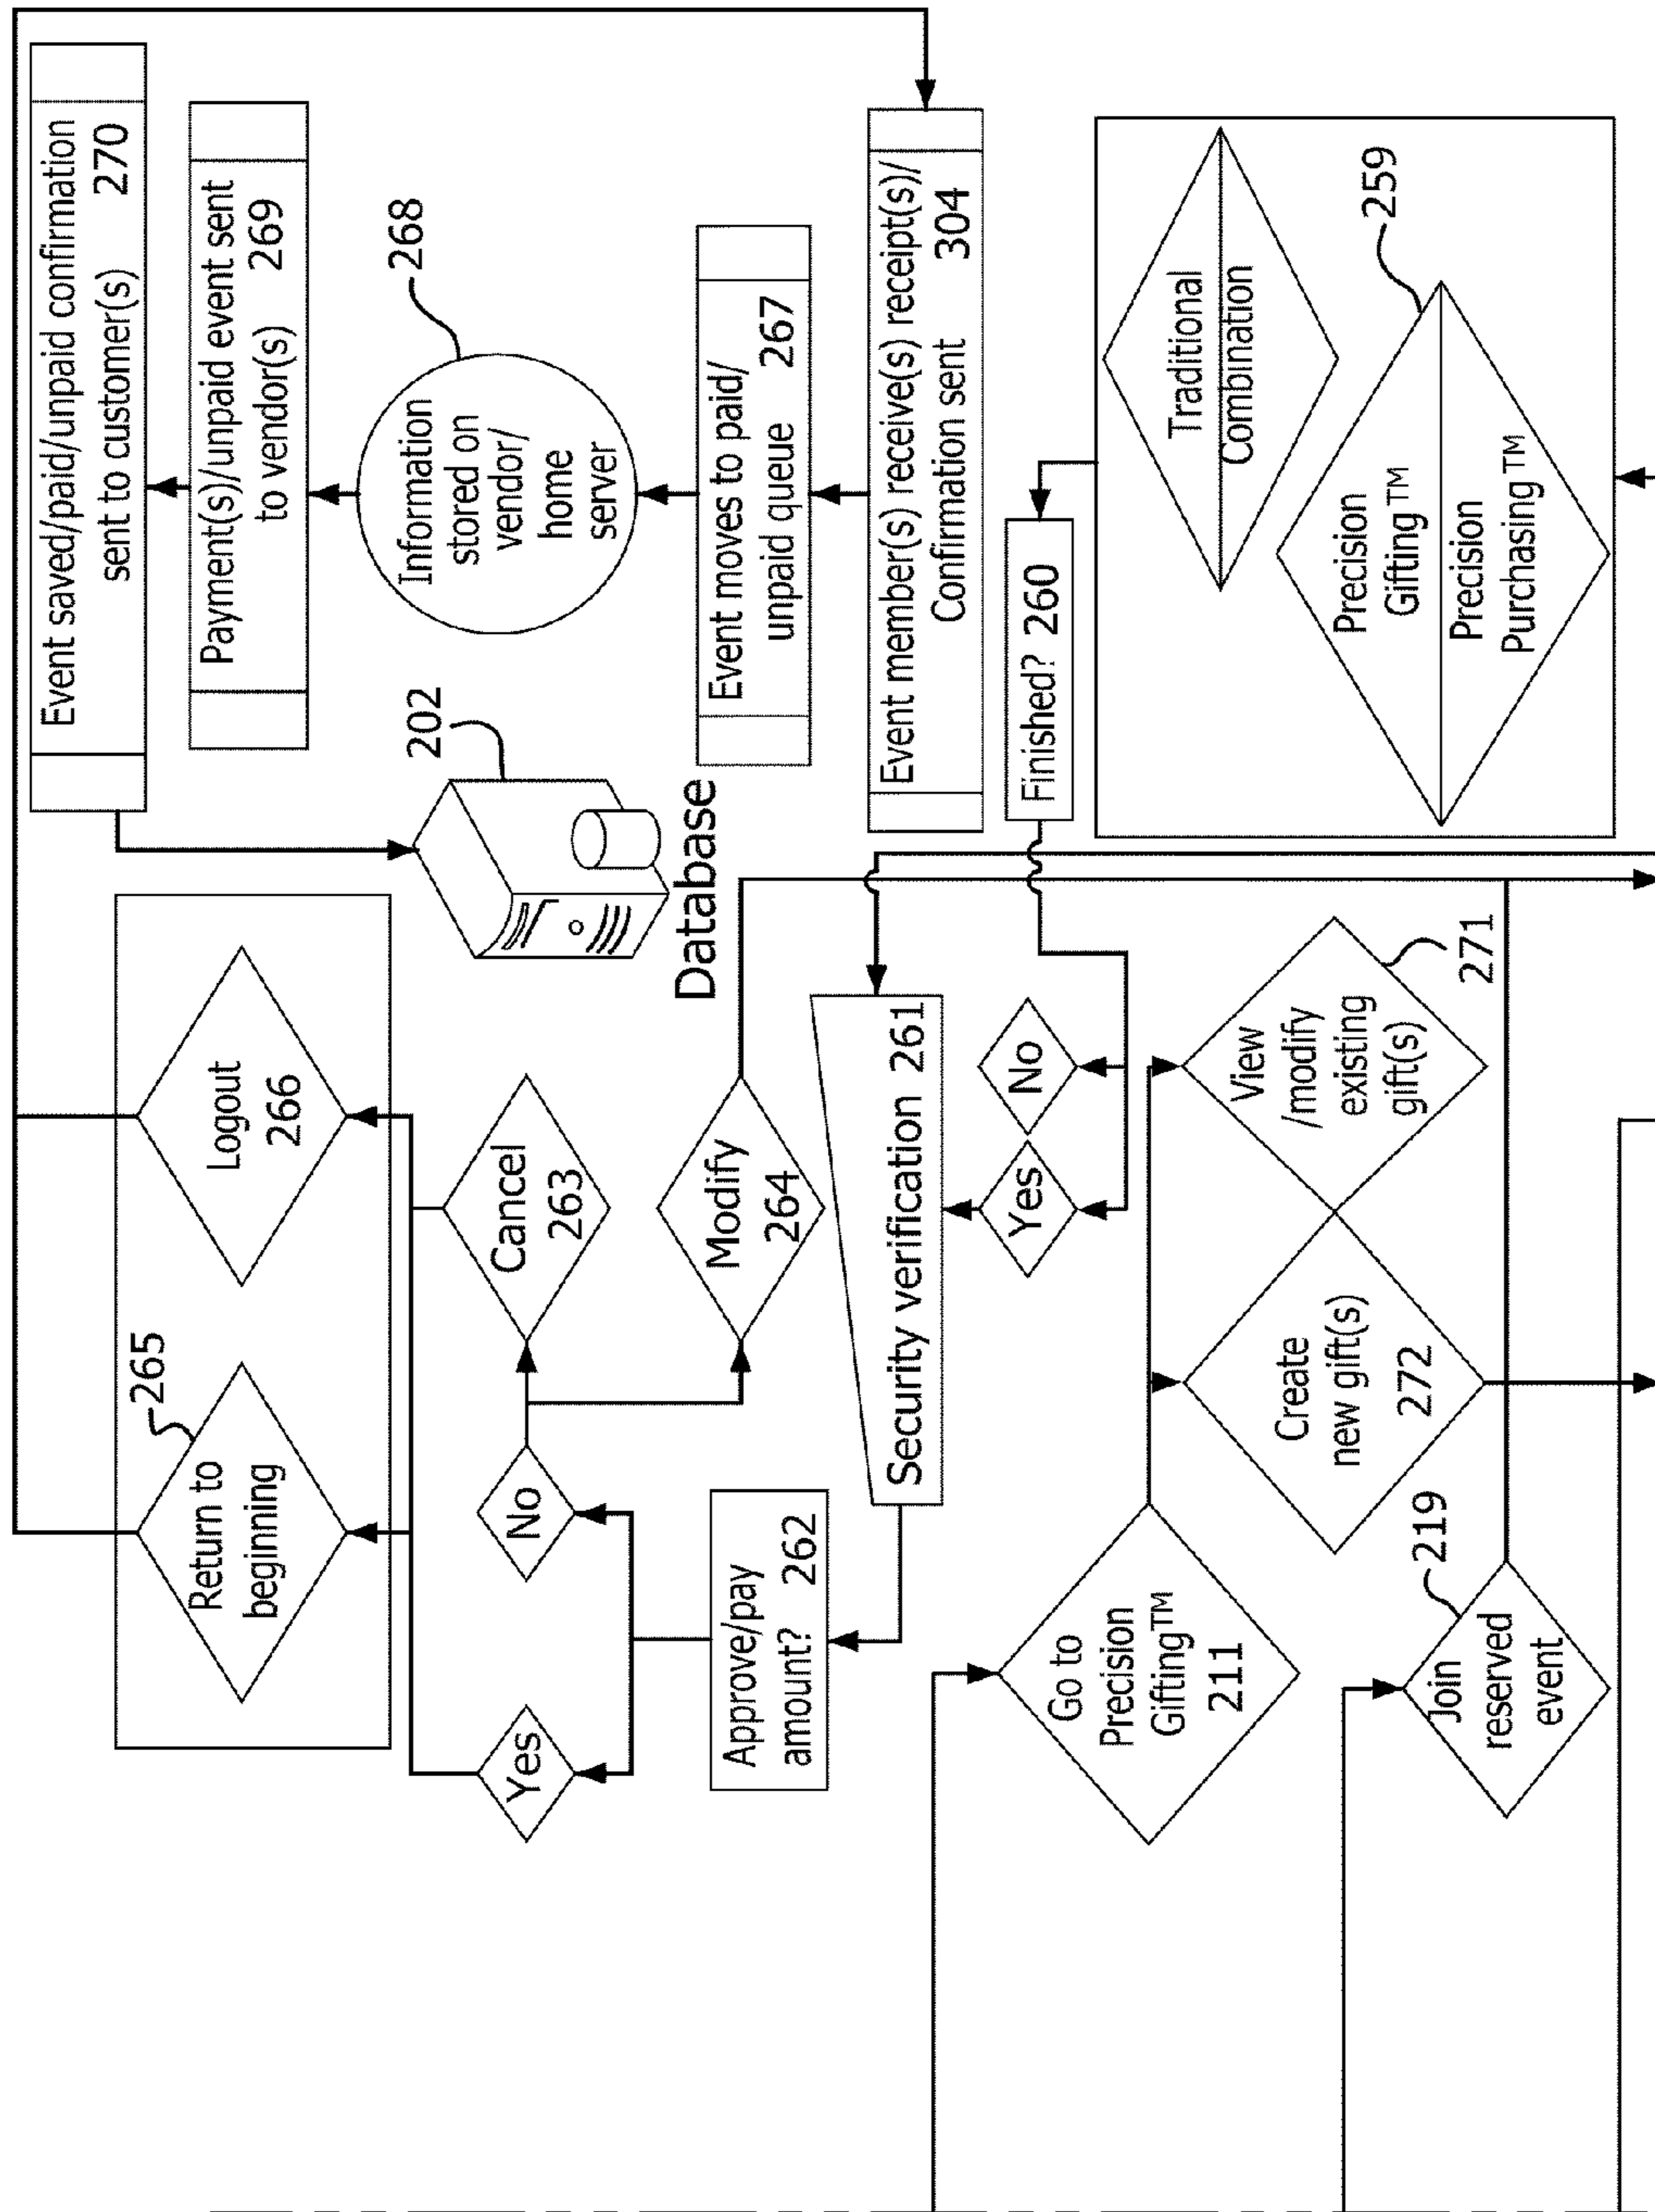 Event saved/paid/unpaid confirmation
sent to customer(s) 270
Payment(s)/unpaid event sent
to vendor(s) 269
268
Information
stored on
vendor/
home
server
Event moves to paid/
unpaid queue 267
Event member(s) receive(s) receipt(s)/
Confirmation sent 304
202
Database
265
Return to
beginning
Logout
266
Yes
No
Cancel
263
Modify
264
Approve/pay
amount? 262
Security verification 261
Yes
No
Finished? 260
Traditional
Combination
259
Precision
Gifting™
Precision
Purchasing™
Go to
Precision
Gifting™
211
Create
new gift(s)
272
View
/modify
existing
gift(s)
271
219
Join
reserved
event